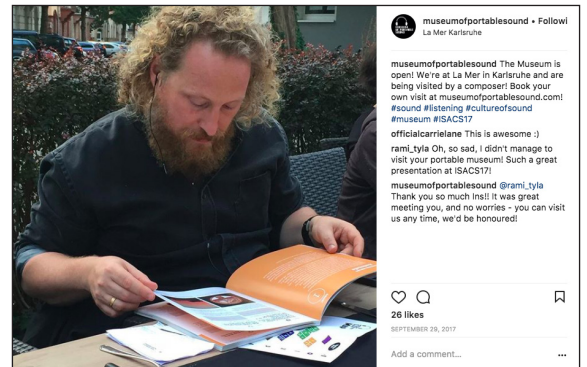 museumofportablesound • Followi
La Mer Karlsruhe
museumofportablesound The Museum is
open! We're at La Mer in Karlsruhe and are
being visited by a composer! Book your
own visit at museumofportablesound.com!
#sound #listening #cultureofsound
#museum #ISACS17
officialcarrielane This is awesome :)
rami_tyla Oh, so sad, I didn't manage to
visit your portable museum! Such a great
presentation at ISACS17!
museumofportablesound @rami_tyla
Thank you so much Ins!! It was great
meeting you, and no worries - you can visit
us any time, we'd be honoured!
26 likes
SEPTEMBER 29, 2017
Add a comment...